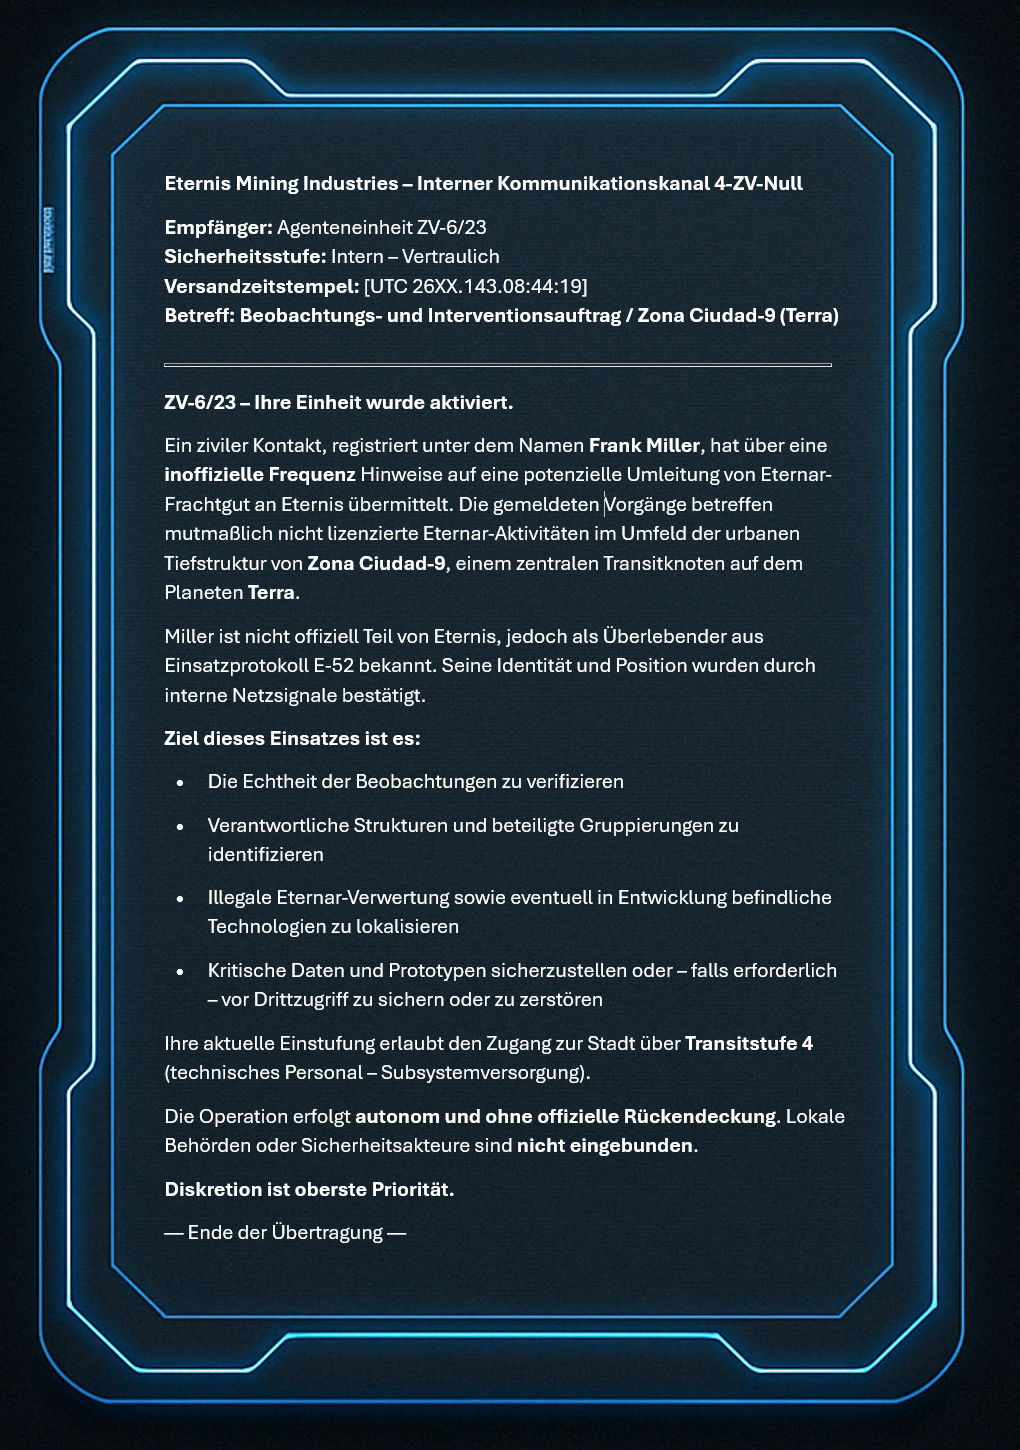 Eternis Mining Industries – Interner Kommunikationskanal 4-ZV-Null
Empfänger: Agenteneinheit ZV-6/23
Sicherheitsstufe: Intern – Vertraulich
Versandzeitstempel: [UTC 26XX.143.08:44:19]
Betreff: Beobachtungs- und Interventionsauftrag / Zona Ciudad-9 (Terra)
ZV-6/23 – Ihre Einheit wurde aktiviert.
Ein ziviler Kontakt, registriert unter dem Namen Frank Miller, hat über eine
inoffizielle Frequenz Hinweise auf eine potenzielle Umleitung von Eternar-
Frachtgut an Eternis übermittelt. Die gemeldeten Vorgänge betreffen
mutmaßlich nicht lizenzierte Eternar-Aktivitäten im Umfeld der urbanen
Tiefstruktur von Zona Ciudad-9, einem zentralen Transitknoten auf dem
Planeten Terra.
Miller ist nicht offiziell Teil von Eternis, jedoch als Überlebender aus
Einsatzprotokoll E-52 bekannt. Seine Identität und Position wurden durch
interne Netzsignale bestätigt.
Ziel dieses Einsatzes ist es:
• Die Echtheit der Beobachtungen zu verifizieren
• Verantwortliche Strukturen und beteiligte Gruppierungen zu
identifizieren
• Illegale Eternar-Verwertung sowie eventuell in Entwicklung befindliche
Technologien zu lokalisieren
• Kritische Daten und Prototypen sicherzustellen oder – falls erforderlich
– vor Drittzugriff zu sichern oder zu zerstören
Ihre aktuelle Einstufung erlaubt den Zugang zur Stadt über Transitstufe 4
(technisches Personal – Subsystemversorgung).
Die Operation erfolgt autonom und ohne offizielle Rückendeckung. Lokale
Behörden oder Sicherheitsakteure sind nicht eingebunden.
Diskretion ist oberste Priorität.
— Ende der Übertragung —